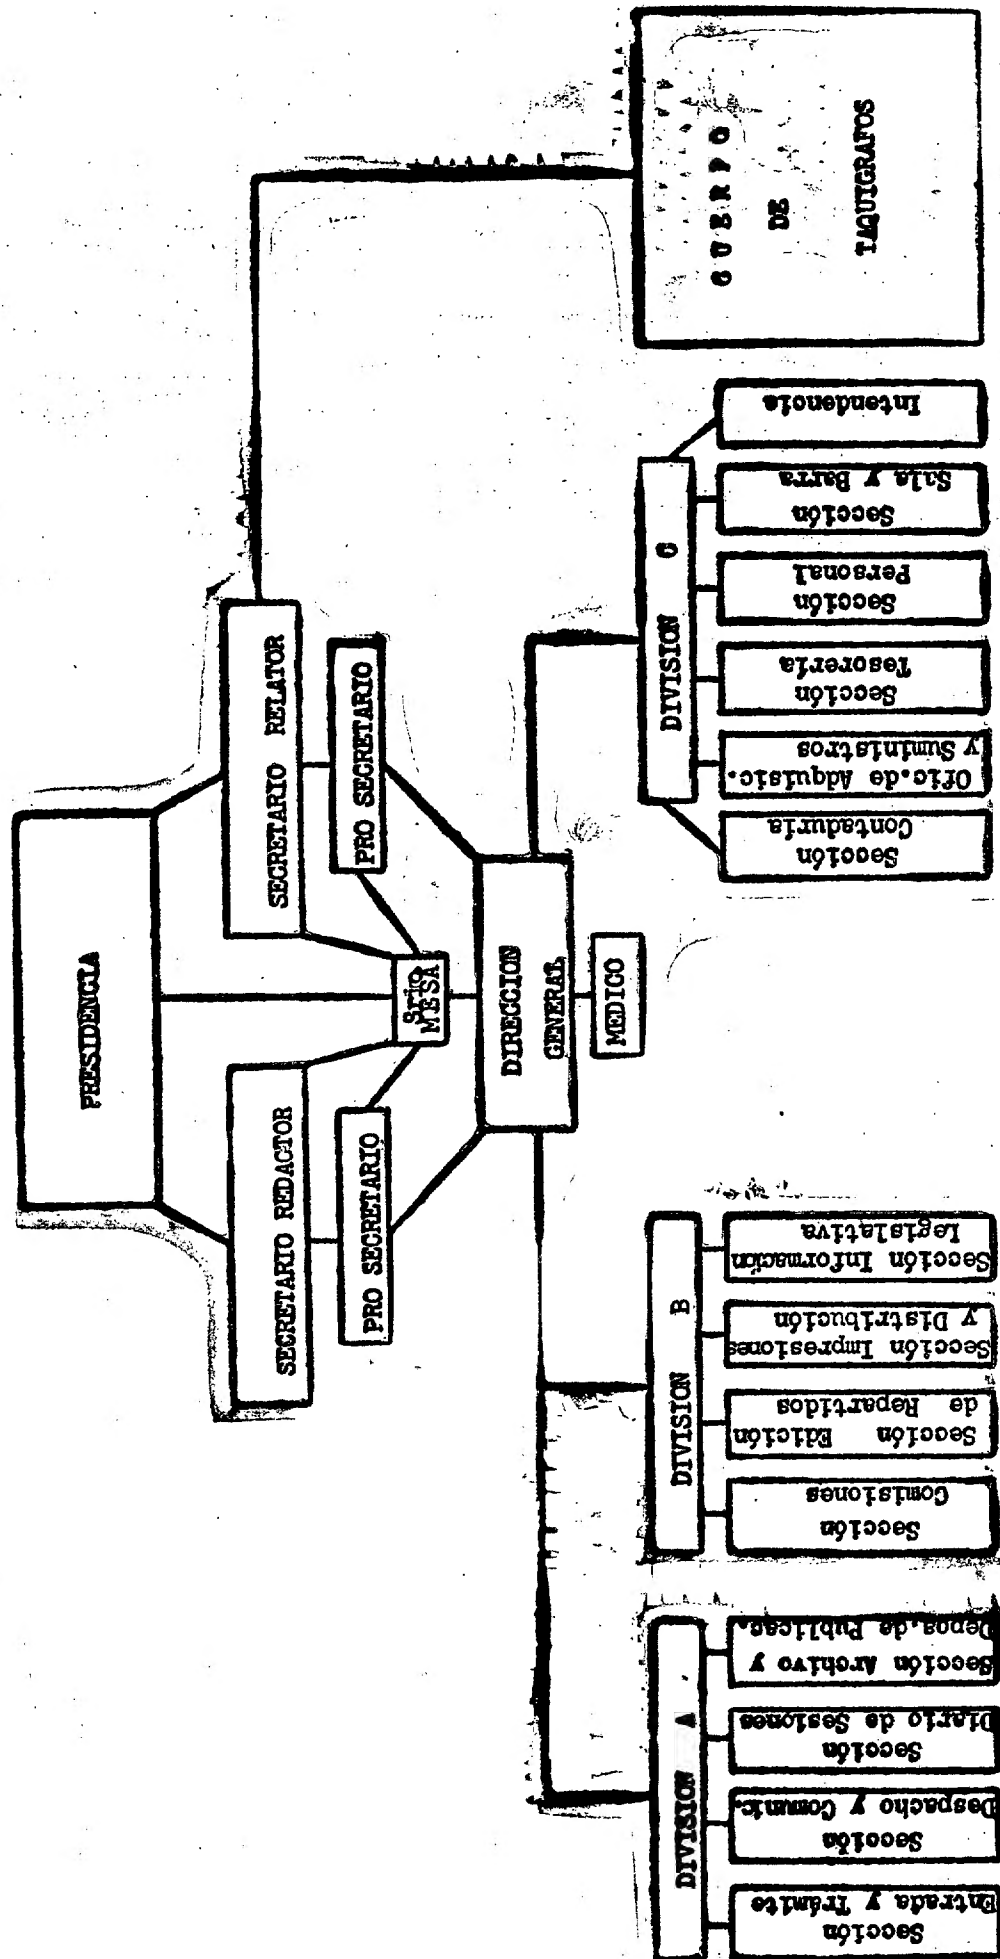 PRESIDENCIA
SECRETARIO REDACTOR
SECRETARIO RELATOR
PRO SECRETARIO
PRO SECRETARIO
Srio
MESA
DIRECCION
GENERAL
MEDICO
DIVISION A
Sección
Entrada y Trámite
Sección
Despacho y Comunic.
Sección
Diario de Sesiones
Sección Archivo y
Depos. de Publicac.
DIVISION B
Sección
Comisiones
Sección Edición
de Repartidos
Sección Impresiones
y Distribución
Sección Información
Legislativa
DIVISION C
Sección
Contaduría
Ofic. de Adquisic.
y Suministros
Sección
Tesorería
Sección
Personal
Sección
Sala y Barra
Intendencia
CUERPO
DE
TAQUIGRAFOS